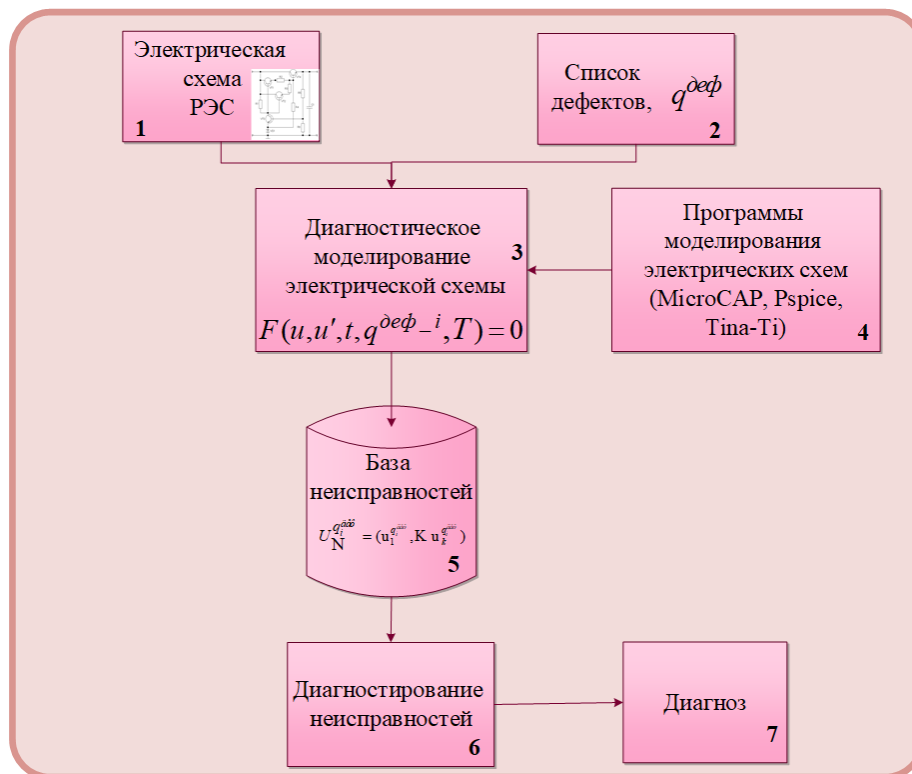 Электрическая
схема
РЭС
1
Список
дефектов, q^деф
2
Диагностическое
моделирование
электрической схемы
3
F(u,u′,t,q^деф_i,T)=0
Программы
моделирования
электрических схем
(MicroCAP, Pspice,
Tina-Ti)
4
База
неисправностей
5
Диагностирование
неисправностей
6
Диагноз
7